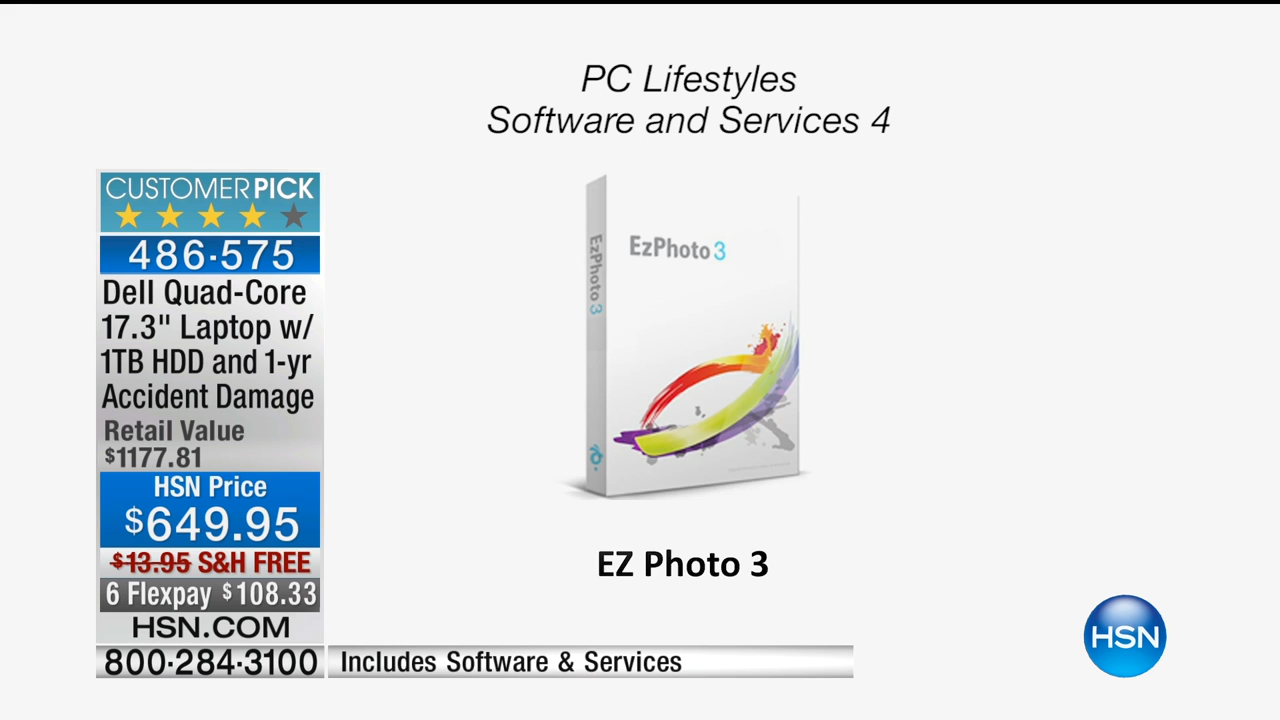 PC Lifestyles
Software and Services 4
CUSTOMERPICK
486·575
Dell Quad-Core
17.3" Laptop w/
1TB HDD and 1-yr
Accident Damage
Retail Value
$1177.81
HSN Price
$649.95
$13.95 S&H FREE
6 Flexpay $108.33
HSN.COM
800·284·3100
EzPhoto 3
EzPhoto 3
EZ Photo 3
Includes Software & Services
HSN